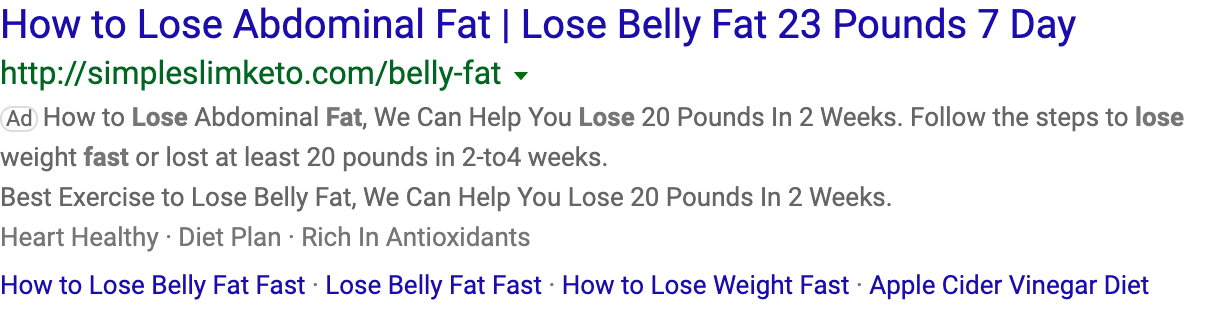 How to Lose Abdominal Fat | Lose Belly Fat 23 Pounds 7 Day
http://simpleslimketo.com/belly-fat
Ad How to Lose Abdominal Fat, We Can Help You Lose 20 Pounds In 2 Weeks. Follow the steps to lose
weight fast or lost at least 20 pounds in 2-to4 weeks.
Best Exercise to Lose Belly Fat, We Can Help You Lose 20 Pounds In 2 Weeks.
Heart Healthy · Diet Plan · Rich In Antioxidants
How to Lose Belly Fat Fast · Lose Belly Fat Fast · How to Lose Weight Fast · Apple Cider Vinegar Diet